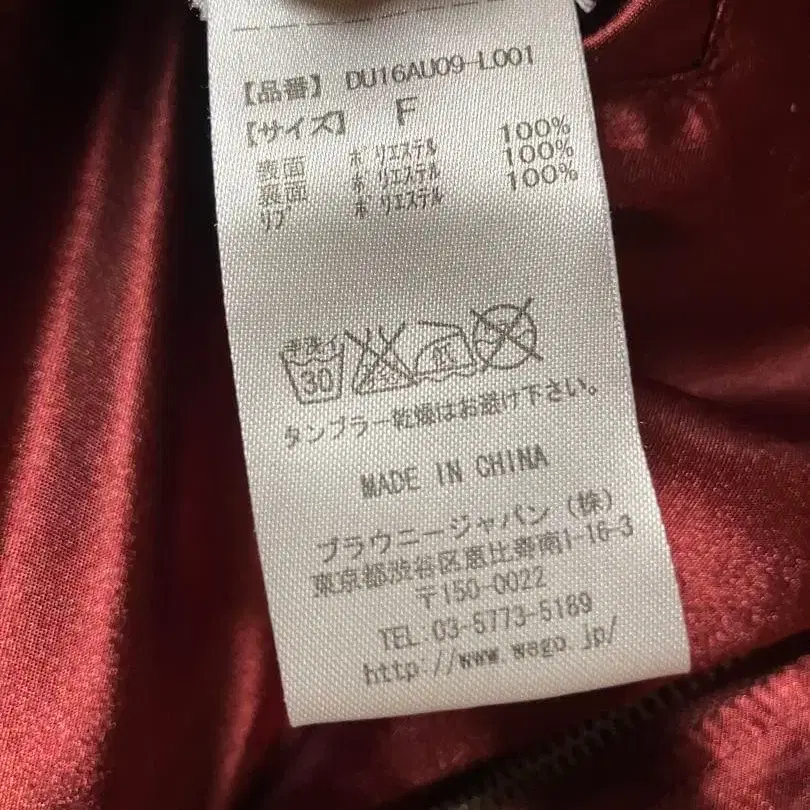 【品番】 DU16AU09-L001
【サイズ】 F
表面 ポリエステル 100%
裏面 ポリエステル 100%
リブ ポリエステル 100%
手洗イ
30
低
タンブラー乾燥はお避け下さい。
MADE IN CHINA
ブラウニージャパン(株)
東京都渋谷区恵比寿南1-16-3
〒150-0022
TEL.03-5773-5189
http://www.wego.jp/